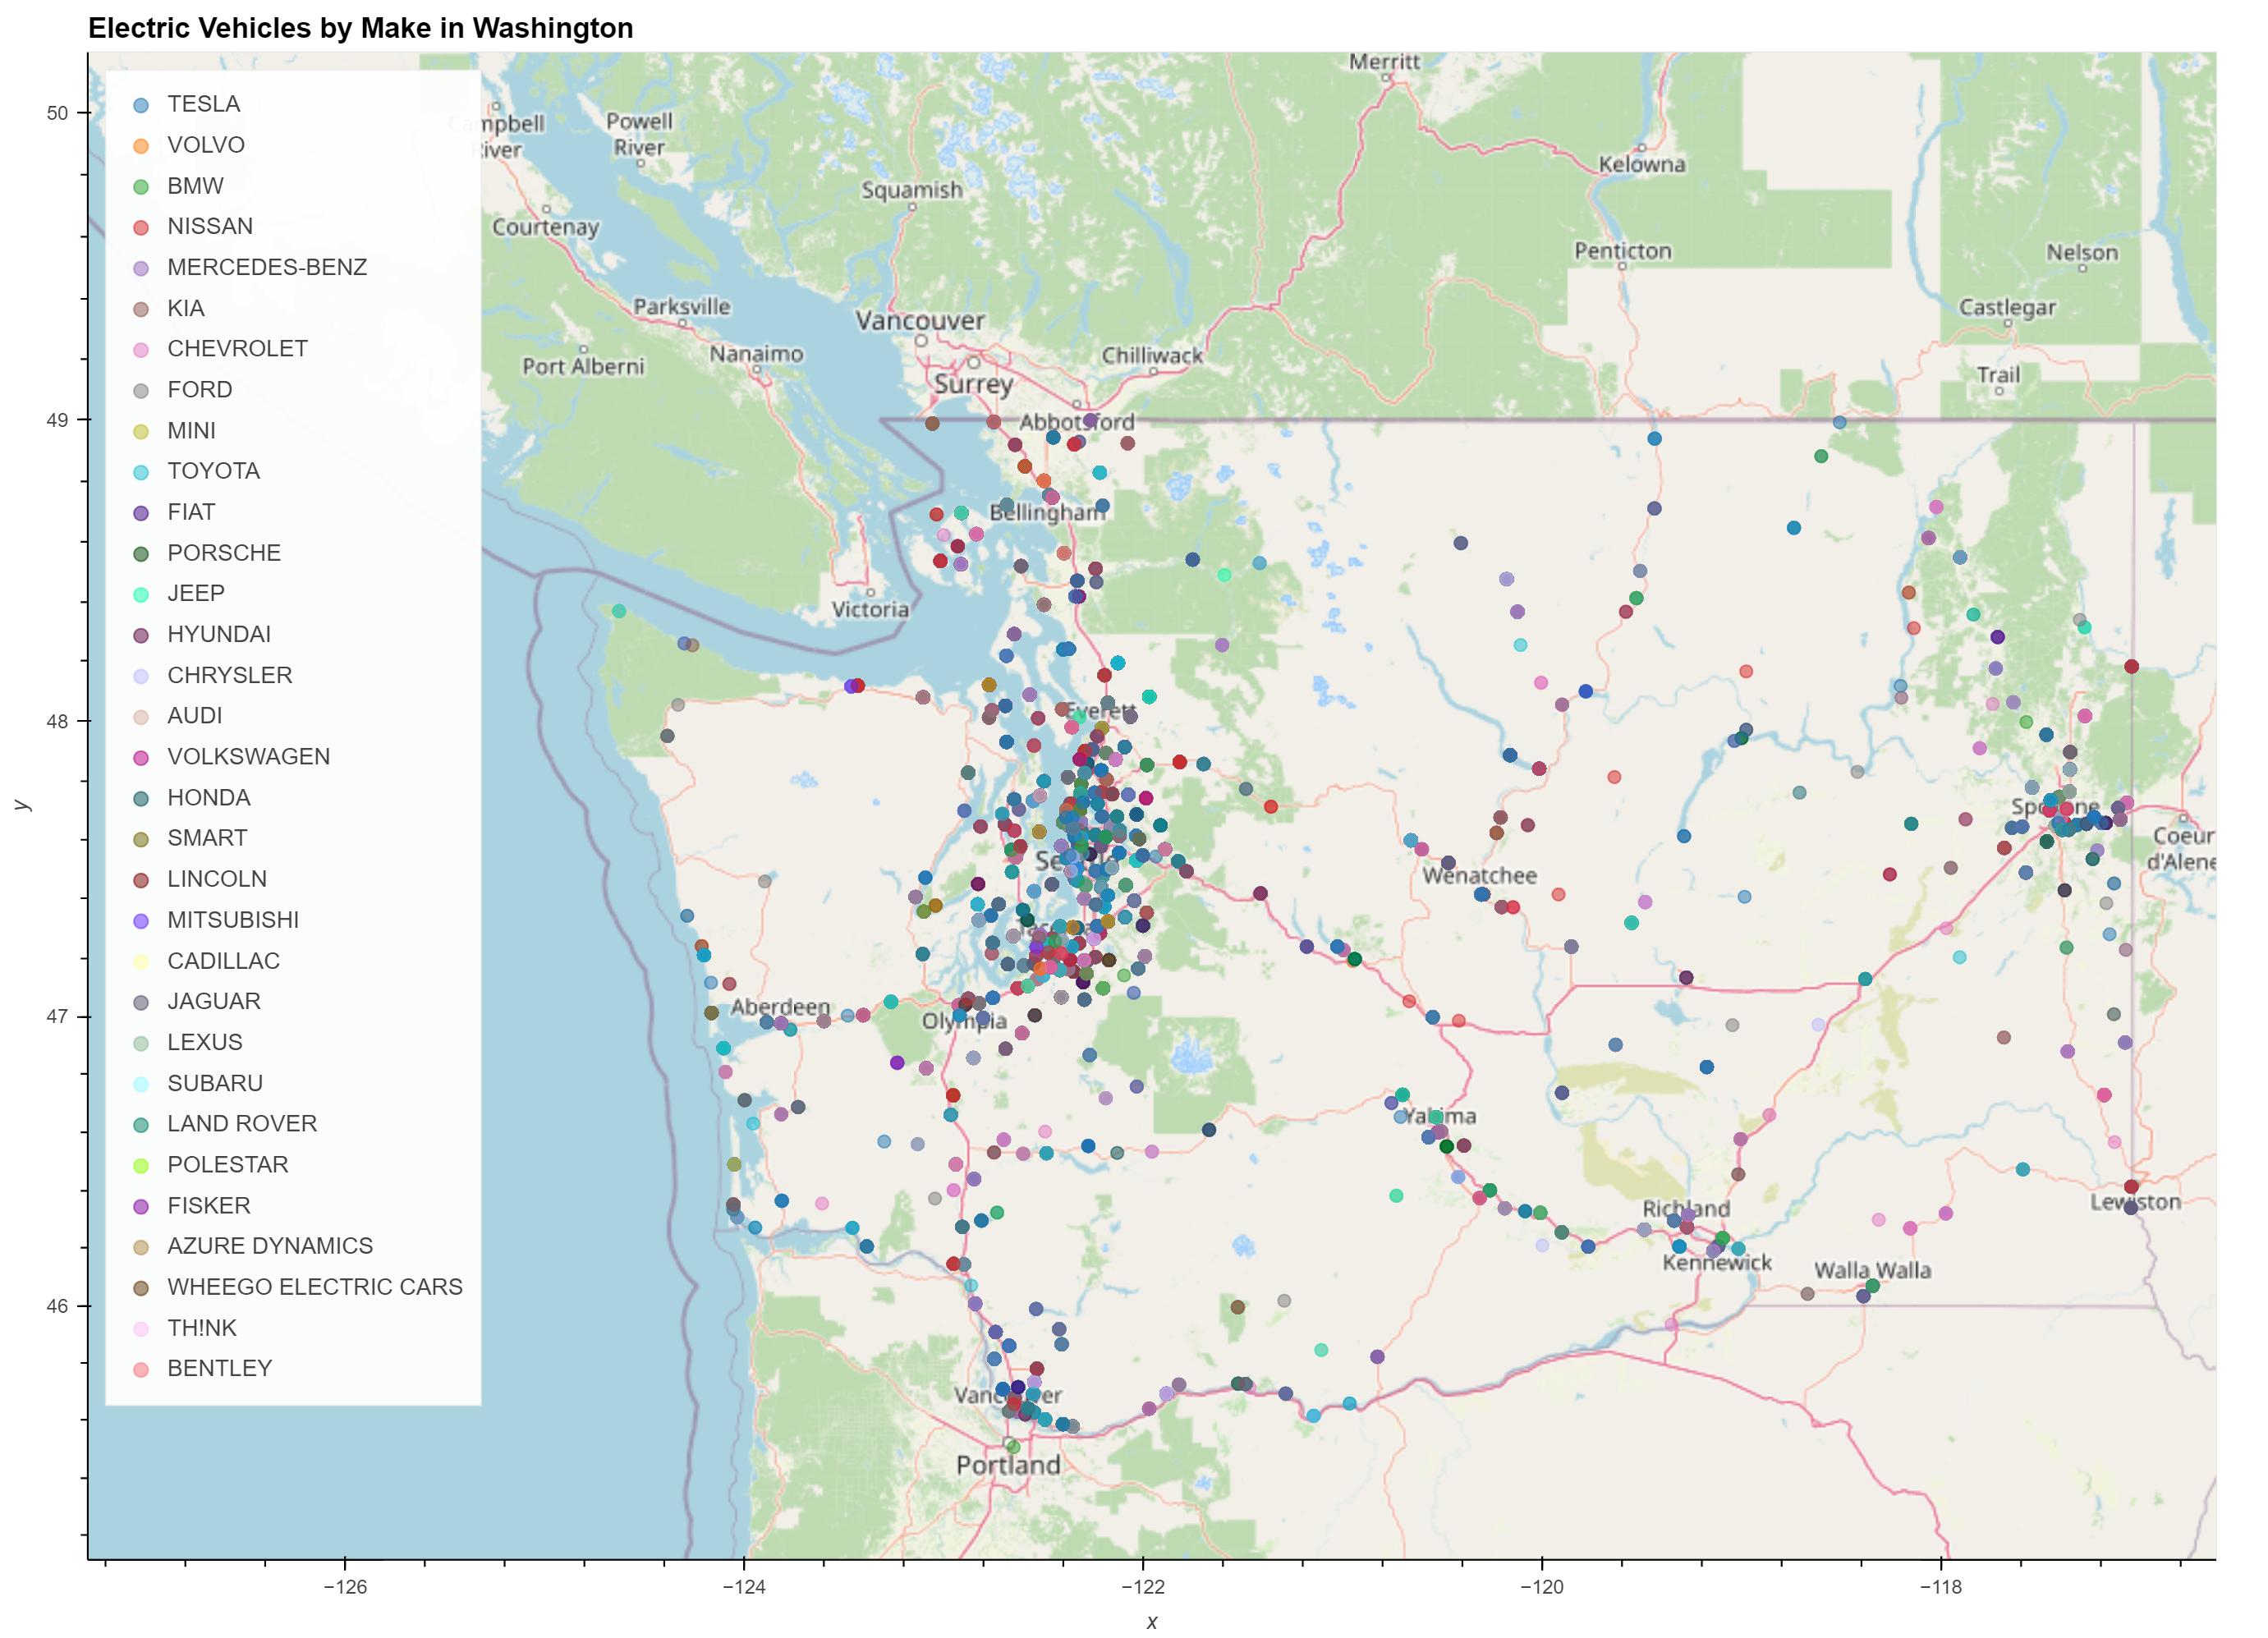 Electric Vehicles by Make in Washington
TESLA
VOLVO
BMW
NISSAN
MERCEDES-BENZ
KIA
CHEVROLET
FORD
MINI
TOYOTA
FIAT
PORSCHE
JEEP
HYUNDAI
CHRYSLER
AUDI
VOLKSWAGEN
HONDA
SMART
LINCOLN
MITSUBISHI
CADILLAC
JAGUAR
LEXUS
SUBARU
LAND ROVER
POLESTAR
FISKER
AZURE DYNAMICS
WHEEGO ELECTRIC CARS
TH!NK
BENTLEY
Merritt
Campbell
River
Powell
River
Kelowna
Squamish
Courtenay
Penticton
Nelson
Parksville
Castlegar
Vancouver
Nanaimo
Chilliwack
Port Alberni
Surrey
Trail
Abbotsford
Bellingham
Victoria
Everett
Spokane
Coeur
d'Alene
Seattle
Wenatchee
Tacoma
Aberdeen
Olympia
Yakima
Richland
Lewiston
Kennewick
Walla Walla
Vancouver
Portland
50
49
48
47
46
y
−126
−124
−122
−120
−118
x